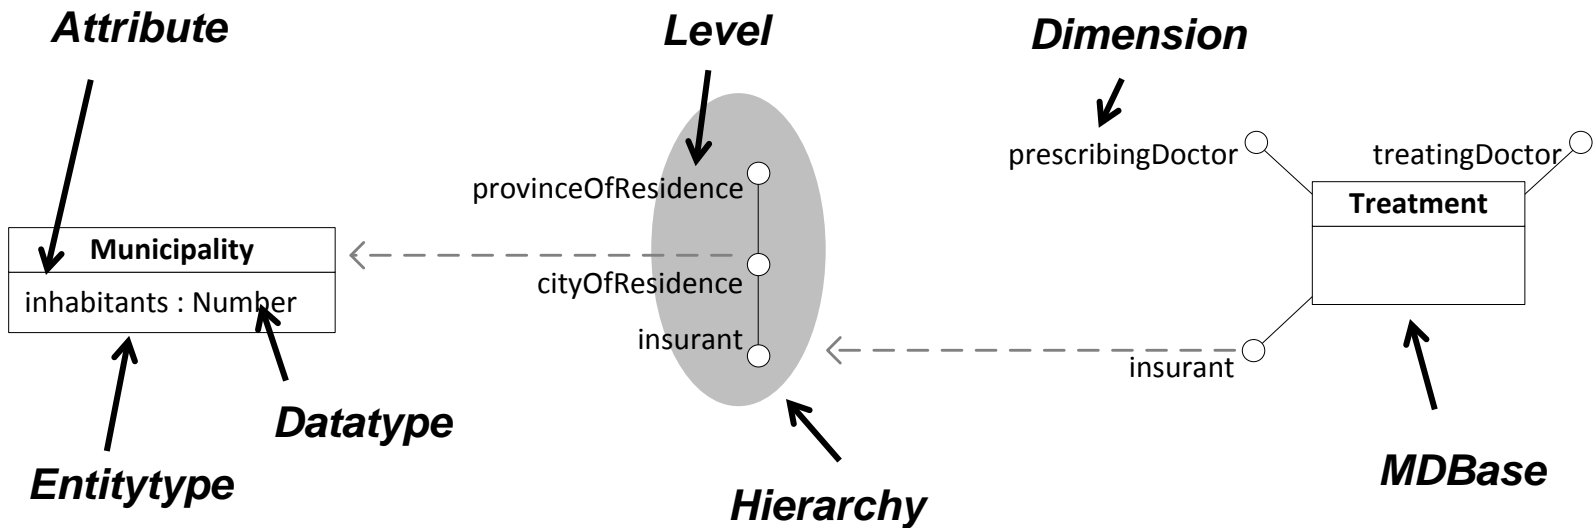 Attribute
Level
Dimension
prescribingDoctor
treatingDoctor
provinceOfResidence
Treatment
Municipality
cityOfResidence
inhabitants : Number
insurant
insurant
Datatype
Entitytype
Hierarchy
MDBase